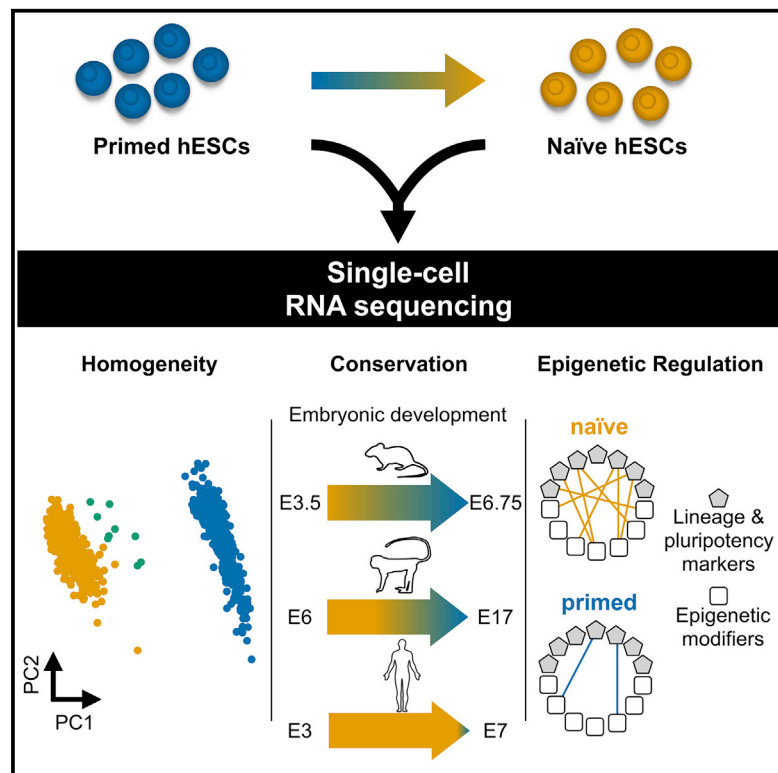 Primed hESCs
Naïve hESCs
Single-cell
RNA sequencing
Homogeneity
PC2
PC1
Conservation
Embryonic development
E3.5
E6.75
E6
E17
E3
E7
Epigenetic Regulation
naïve
primed
Lineage &
pluripotency
markers
Epigenetic
modifiers